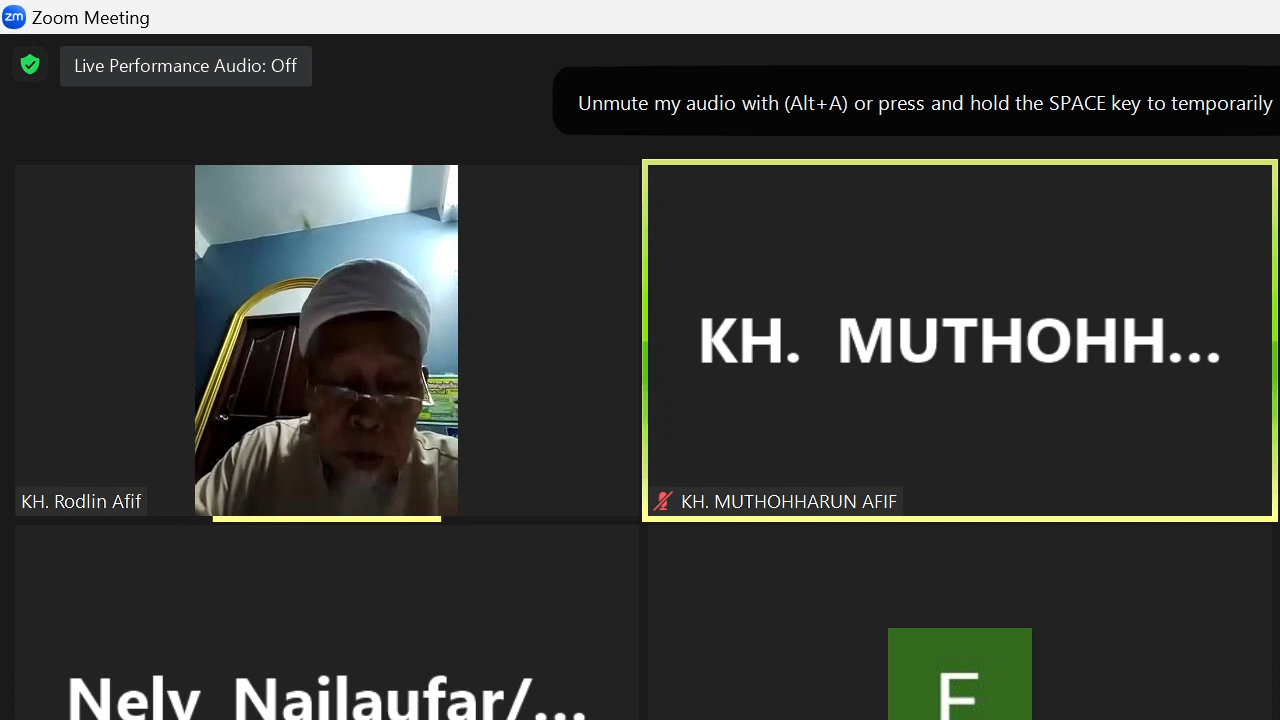 zm Zoom Meeting
Live Performance Audio: Off
Unmute my audio with (Alt+A) or press and hold the SPACE key to temporarily
KH. MUTHOHH...
KH. Rodlin Afif
KH. MUTHOHHARUN AFIF
Nely Nailaufar/...